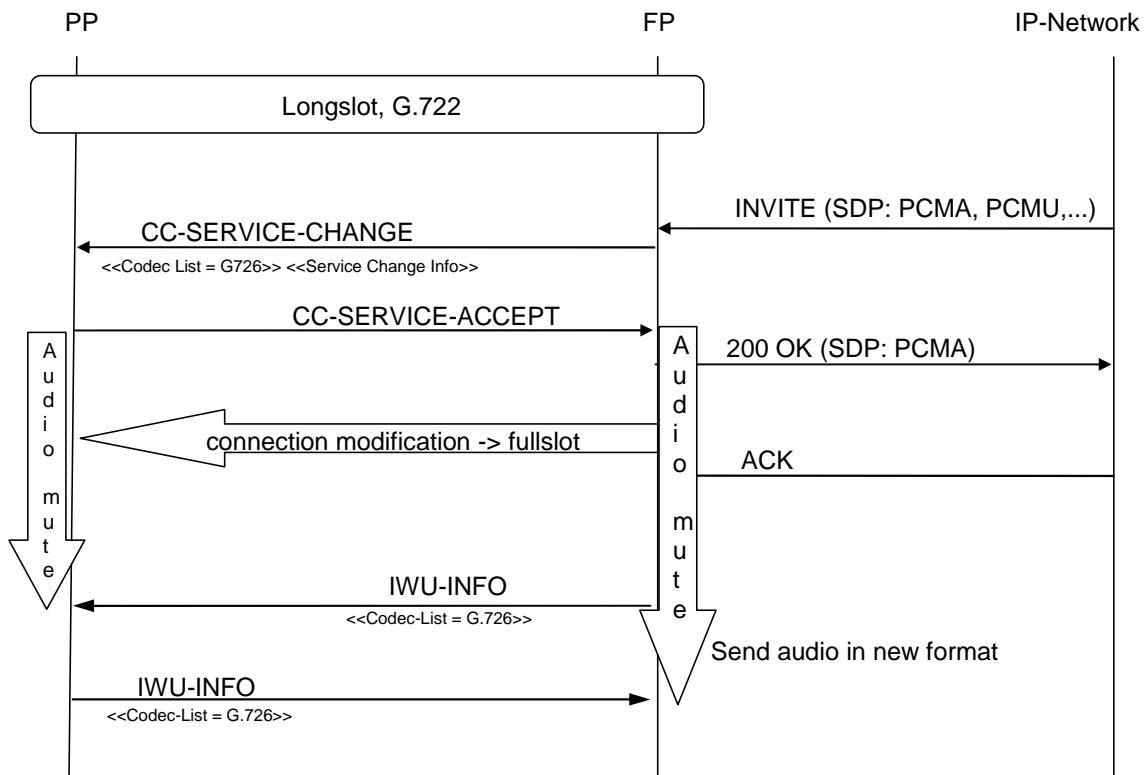 PP
FP
IP-Network
Longslot, G.722
INVITE (SDP: PCMA, PCMU,...)
CC-SERVICE-CHANGE
<<Codec List = G726>> <<Service Change Info>>
CC-SERVICE-ACCEPT
Audio mute
Audio mute
200 OK (SDP: PCMA)
connection modification -> fullslot
ACK
IWU-INFO
<<Codec-List = G.726>>
Send audio in new format
IWU-INFO
<<Codec-List = G.726>>